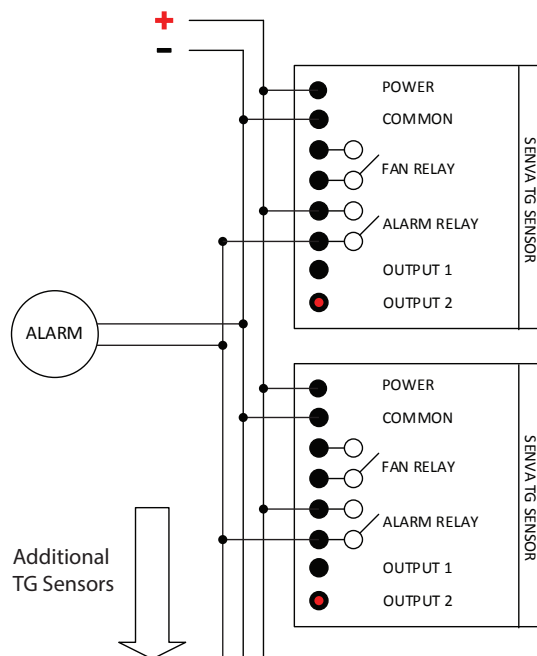 +
-
POWER
COMMON
FAN RELAY
ALARM RELAY
OUTPUT 1
OUTPUT 2
SENVA TG SENSOR
ALARM
POWER
COMMON
FAN RELAY
ALARM RELAY
OUTPUT 1
OUTPUT 2
SENVA TG SENSOR
Additional
TG Sensors